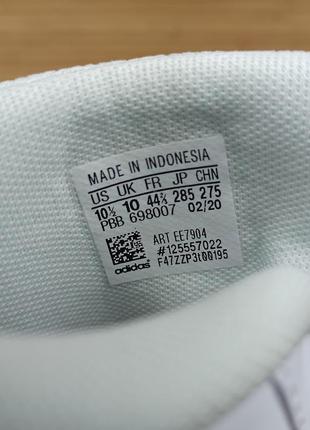 MADE IN INDONESIA
US UK FR JP CHN
10½ 10 44⅔ 285 275
PBB 698007 02/20
ART EE7904
#125557022
adidas F47ZZP3t00195